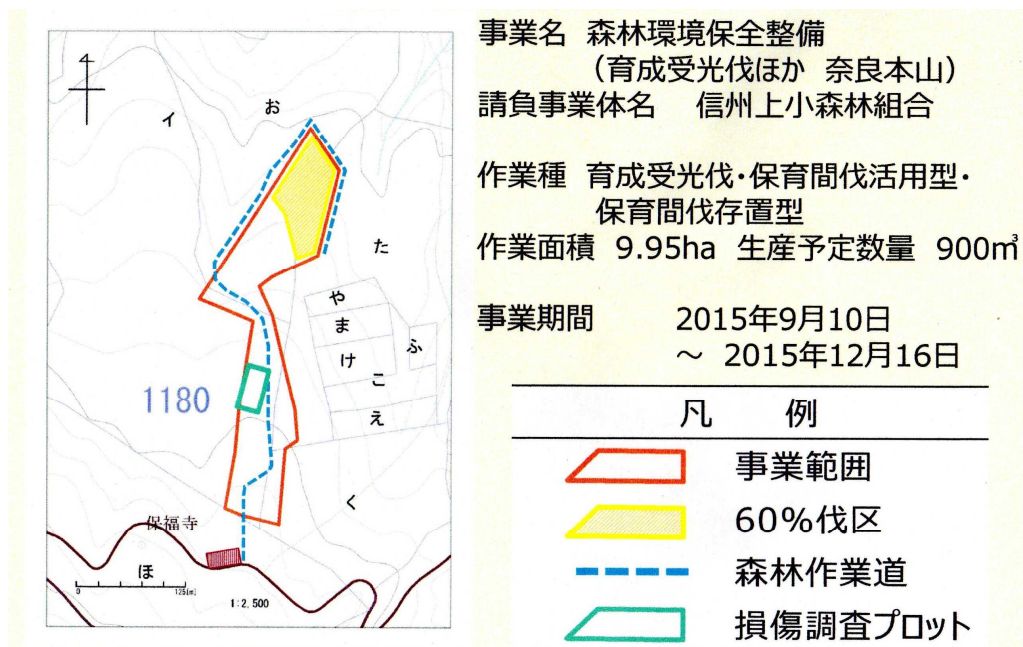 事業名 森林環境保全整備
（育成受光伐ほか 奈良本山）
請負事業体名 信州上小森林組合
作業種 育成受光伐・保育間伐活用型・
保育間伐存置型
作業面積 9.95ha 生産予定数量 900㎥
事業期間 2015年9月10日
～ 2015年12月16日
凡 例
事業範囲
60%伐区
森林作業道
損傷調査プロット
4
イ
お
た
や
ま
ふ
け
こ
え
く
1180
保福寺
ほ
0 125[m]
1:2,500